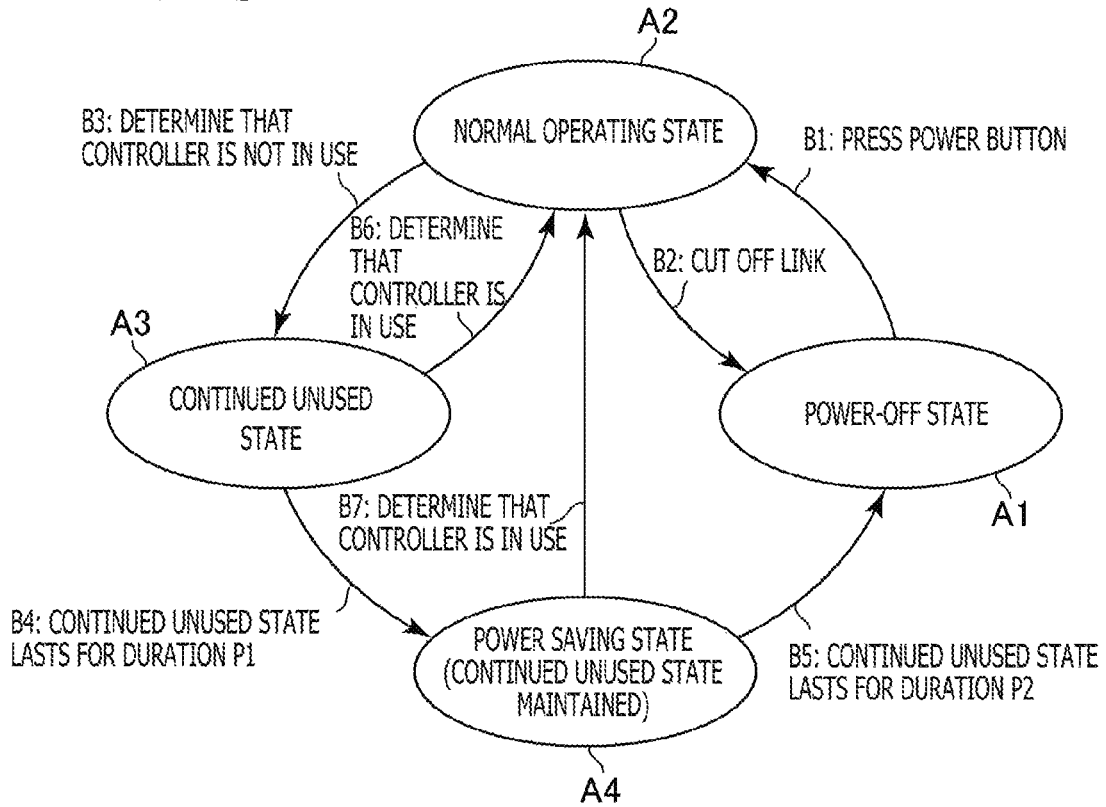 A2
NORMAL OPERATING STATE
B3: DETERMINE THAT
CONTROLLER IS NOT IN USE
B1: PRESS POWER BUTTON
B6: DETERMINE
THAT
CONTROLLER IS
IN USE
B2: CUT OFF LINK
A3
CONTINUED UNUSED
STATE
POWER-OFF STATE
A1
B7: DETERMINE THAT
CONTROLLER IS IN USE
B4: CONTINUED UNUSED STATE
LASTS FOR DURATION P1
POWER SAVING STATE
(CONTINUED UNUSED STATE
MAINTAINED)
B5: CONTINUED UNUSED STATE
LASTS FOR DURATION P2
A4